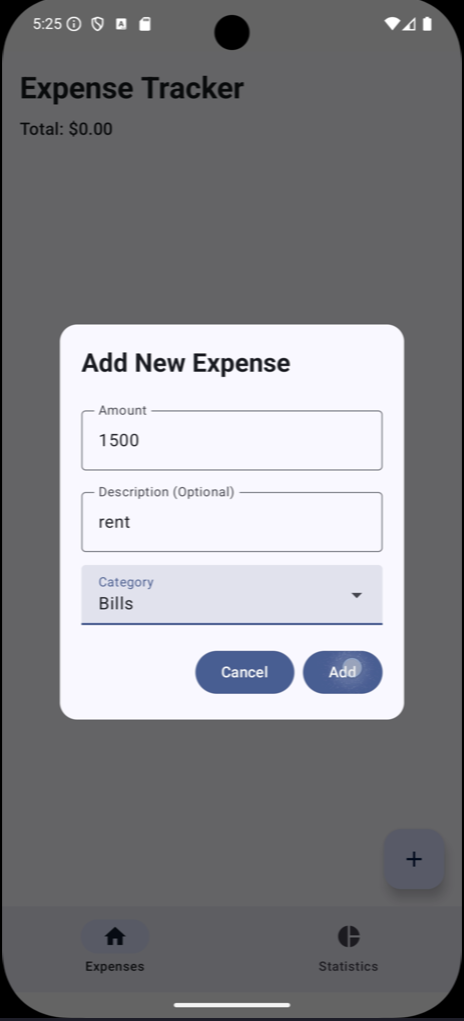 5:25
Expense Tracker
Total: $0.00
Add New Expense
Amount
1500
Description (Optional)
rent
Category
Bills
Cancel
Add
+
Expenses
Statistics